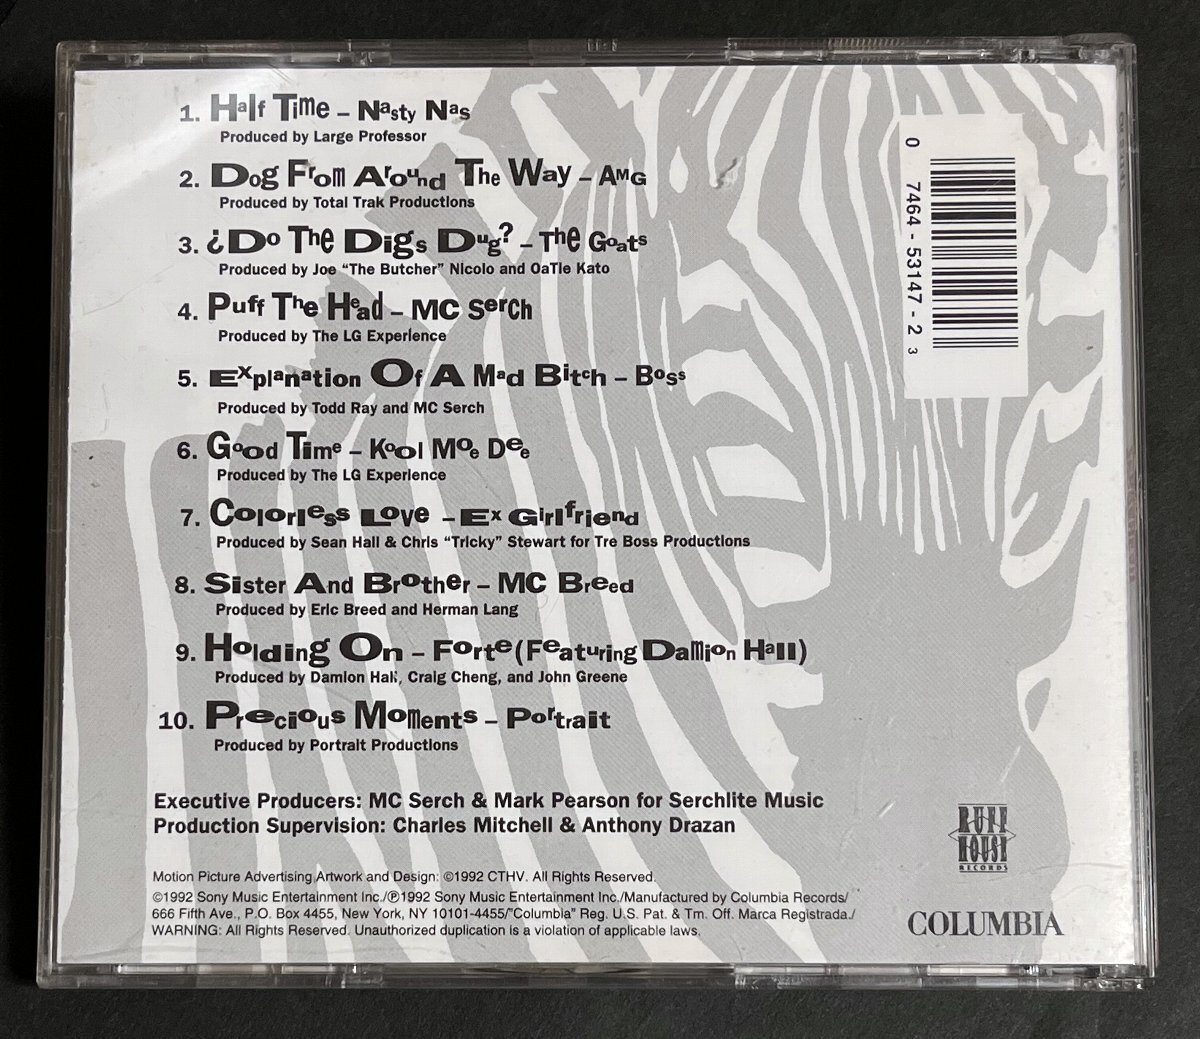 1. Half Time – Nasty Nas
Produced by Large Professor
2. Dog From Around The Way – AMG
Produced by Total Trak Productions
3. ¿Do The Digs Dug? – The Goats
Produced by Joe "The Butcher" Nicolo and OaTie Kato
4. Puff The Head – MC Serch
Produced by The LG Experience
5. Explanation Of A Mad Bitch – Boss
Produced by Todd Ray and MC Serch
6. Good Time – Kool Moe Dee
Produced by The LG Experience
7. Colorless Love – Ex Girlfriend
Produced by Sean Hall & Chris "Tricky" Stewart for Tre Boss Productions
8. Sister And Brother – MC Breed
Produced by Eric Breed and Herman Lang
9. Holding On – Forte (Featuring Damion Hall)
Produced by Damion Hall, Craig Cheng, and John Greene
10. Precious Moments – Portrait
Produced by Portrait Productions
Executive Producers: MC Serch & Mark Pearson for Serchlite Music
Production Supervision: Charles Mitchell & Anthony Drazan
Motion Picture Advertising Artwork and Design: ©1992 CTHV. All Rights Reserved.
©1992 Sony Music Entertainment Inc./℗1992 Sony Music Entertainment Inc./Manufactured by Columbia Records/
666 Fifth Ave., P.O. Box 4455, New York, NY 10101-4455/"Columbia" Reg. U.S. Pat. & Tm. Off. Marca Registrada./
WARNING: All Rights Reserved. Unauthorized duplication is a violation of applicable laws.
0 7464-53147-2 3
RUFF
HOUSE
RECORDS
COLUMBIA